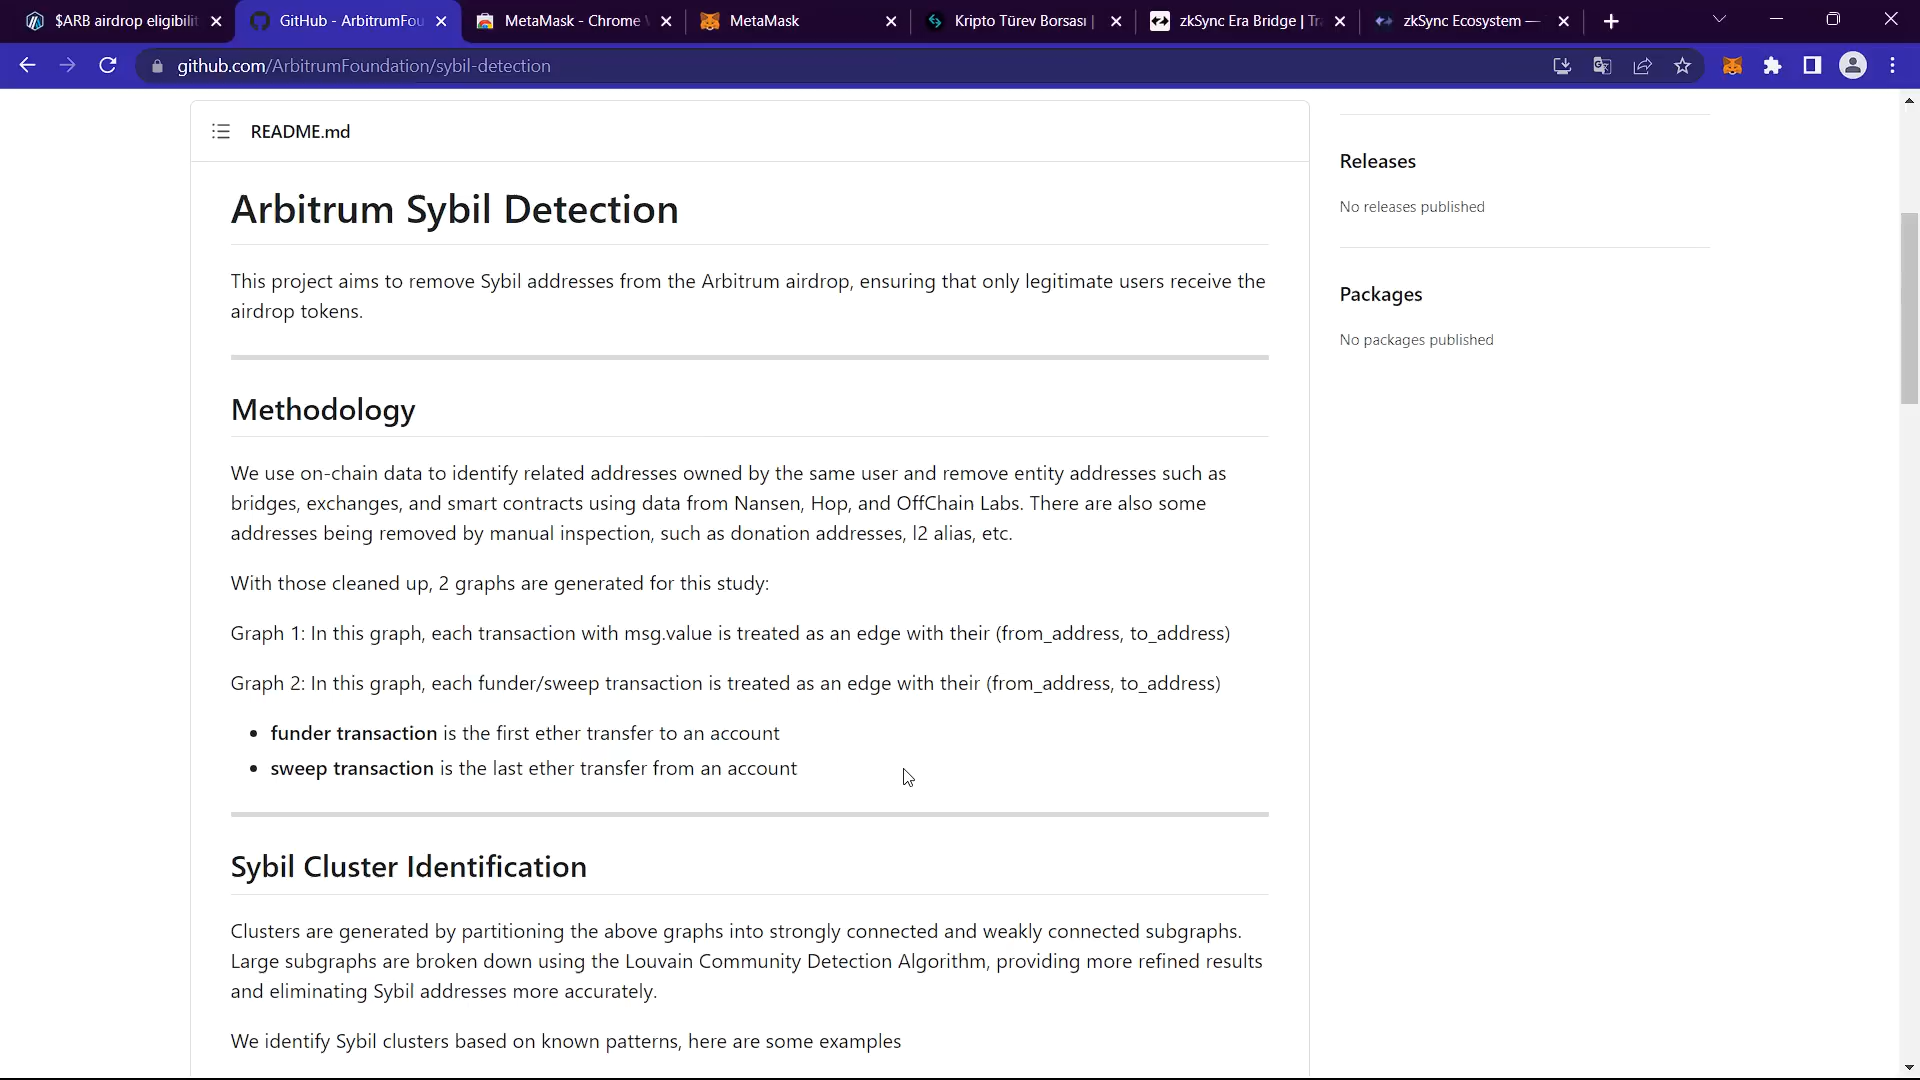 $ARB airdrop eligibilit
GitHub - ArbitrumFou
MetaMask - Chrome
MetaMask
Kripto Türev Borsası |
zkSync Era Bridge | Tr
zkSync Ecosystem —
github.com/ArbitrumFoundation/sybil-detection
README.md
Arbitrum Sybil Detection
This project aims to remove Sybil addresses from the Arbitrum airdrop, ensuring that only legitimate users receive the
airdrop tokens.
Methodology
We use on-chain data to identify related addresses owned by the same user and remove entity addresses such as
bridges, exchanges, and smart contracts using data from Nansen, Hop, and OffChain Labs. There are also some
addresses being removed by manual inspection, such as donation addresses, l2 alias, etc.
With those cleaned up, 2 graphs are generated for this study:
Graph 1: In this graph, each transaction with msg.value is treated as an edge with their (from_address, to_address)
Graph 2: In this graph, each funder/sweep transaction is treated as an edge with their (from_address, to_address)
• funder transaction is the first ether transfer to an account
• sweep transaction is the last ether transfer from an account
Sybil Cluster Identification
Clusters are generated by partitioning the above graphs into strongly connected and weakly connected subgraphs.
Large subgraphs are broken down using the Louvain Community Detection Algorithm, providing more refined results
and eliminating Sybil addresses more accurately.
We identify Sybil clusters based on known patterns, here are some examples
Releases
No releases published
Packages
No packages published